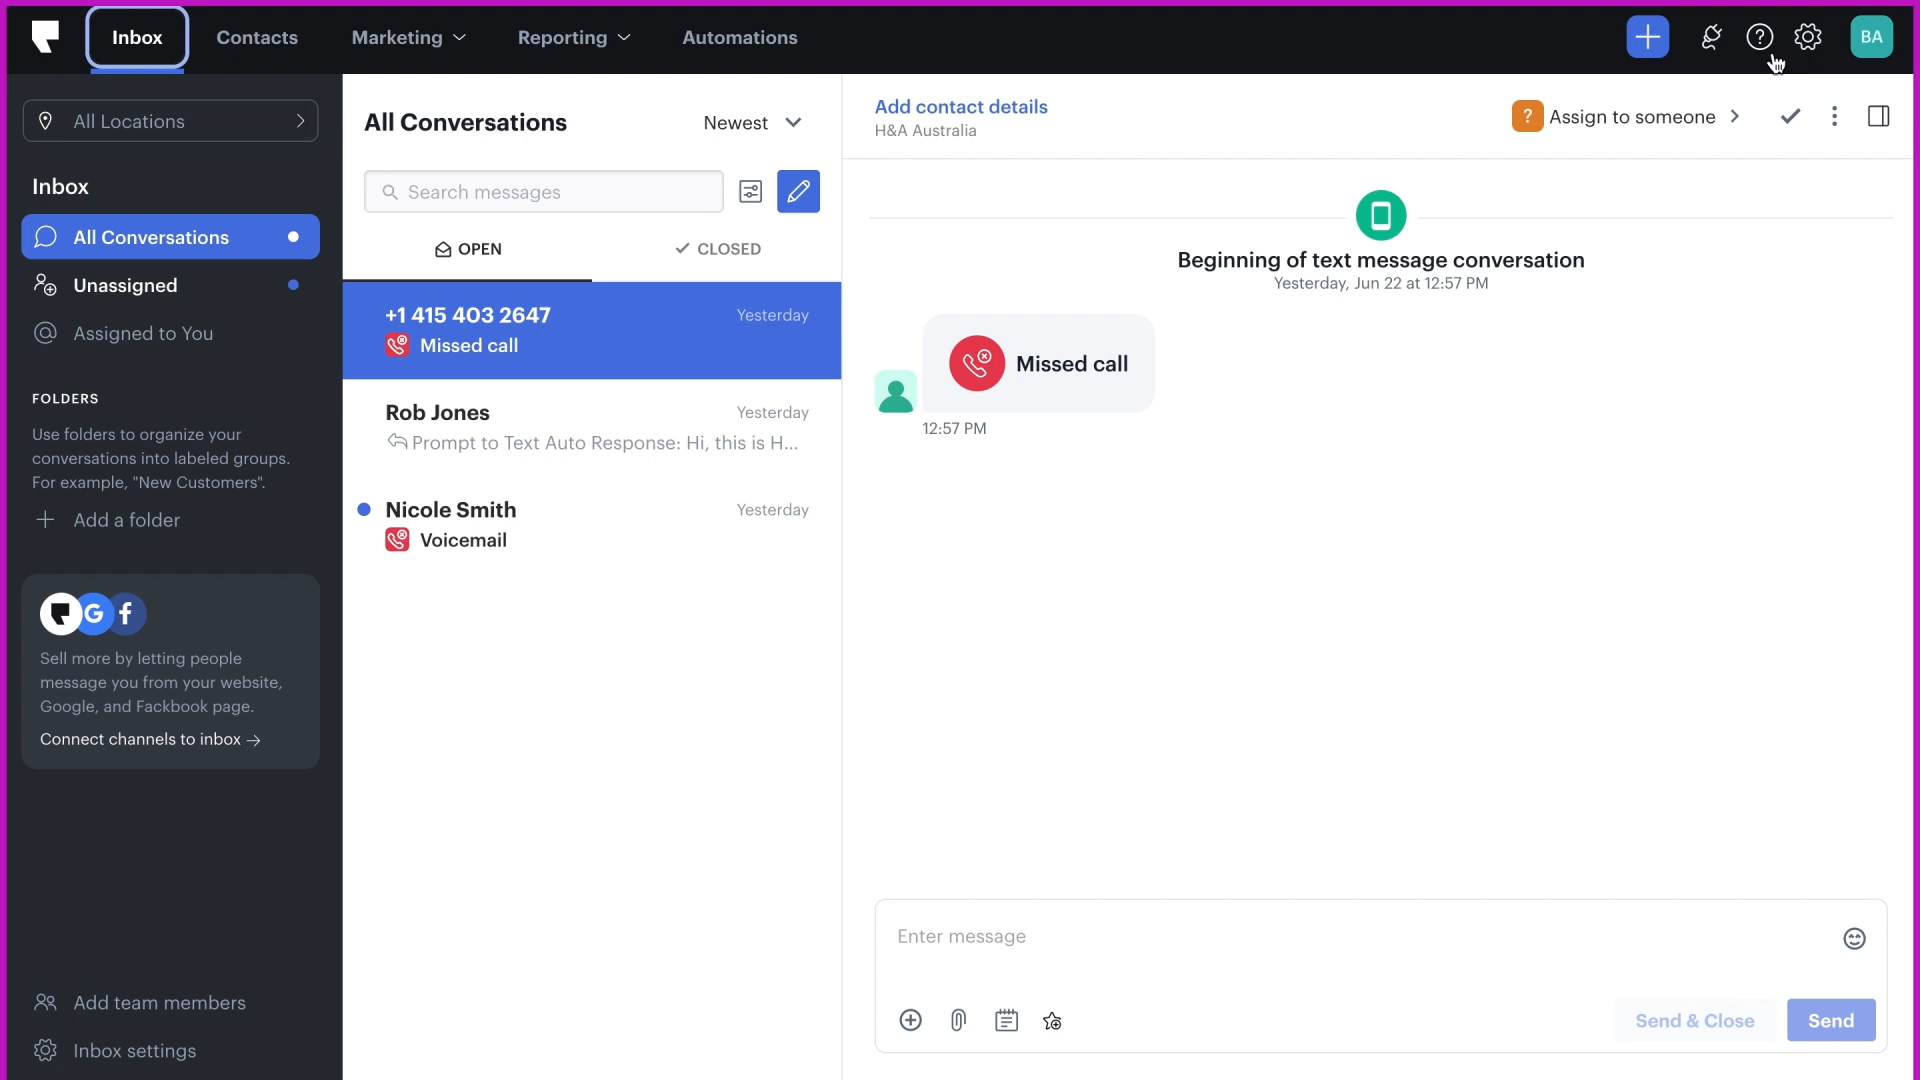 Inbox
Contacts
Marketing
Reporting
Automations
BA
All Locations
Inbox
All Conversations
Unassigned
Assigned to You
FOLDERS
Use folders to organize your
conversations into labeled groups.
For example, "New Customers".
Add a folder
G f
Sell more by letting people
message you from your website,
Google, and Fackbook page.
Connect channels to inbox →
Add team members
Inbox settings
All Conversations
Newest
Search messages
OPEN
CLOSED
+1 415 403 2647
Yesterday
Missed call
Rob Jones
Yesterday
Prompt to Text Auto Response: Hi, this is H...
Nicole Smith
Yesterday
Voicemail
Add contact details
H&A Australia
? Assign to someone
Beginning of text message conversation
Yesterday, Jun 22 at 12:57 PM
Missed call
12:57 PM
Enter message
Send & Close
Send